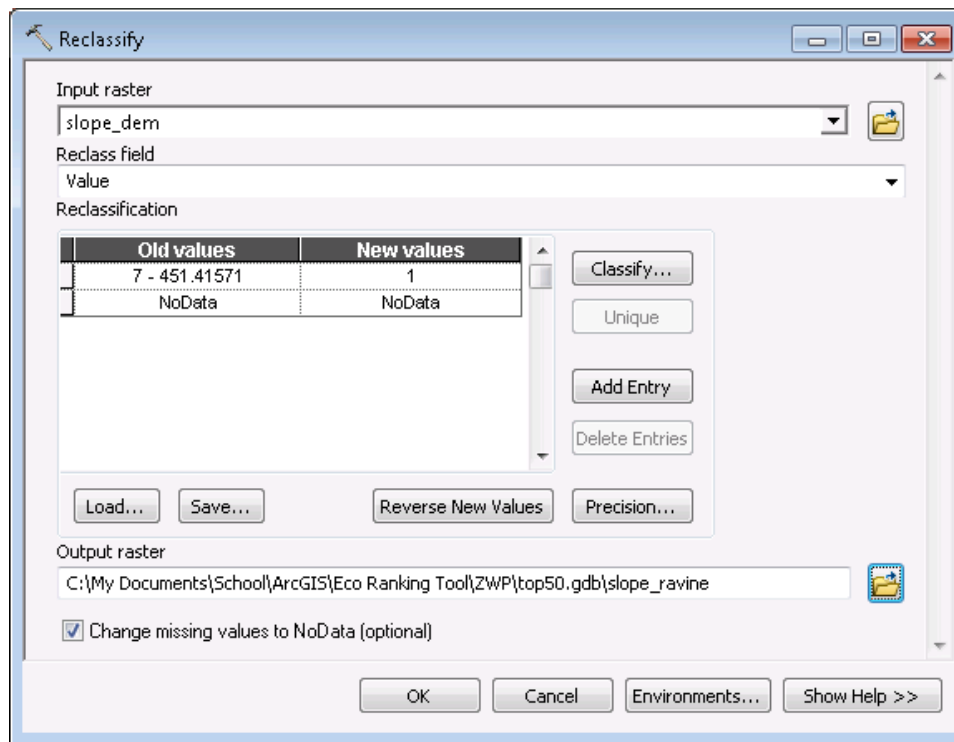 Reclassify
Input raster
slope_dem
Reclass field
Value
Reclassification
Old values New values
7 - 451.41571 1
NoData NoData
Classify...
Unique
Add Entry
Delete Entries
Load... Save... Reverse New Values Precision...
Output raster
C:\My Documents\School\ArcGIS\Eco Ranking Tool\ZWP\top50.gdb\slope_ravine
Change missing values to NoData (optional)
OK Cancel Environments... Show Help >>